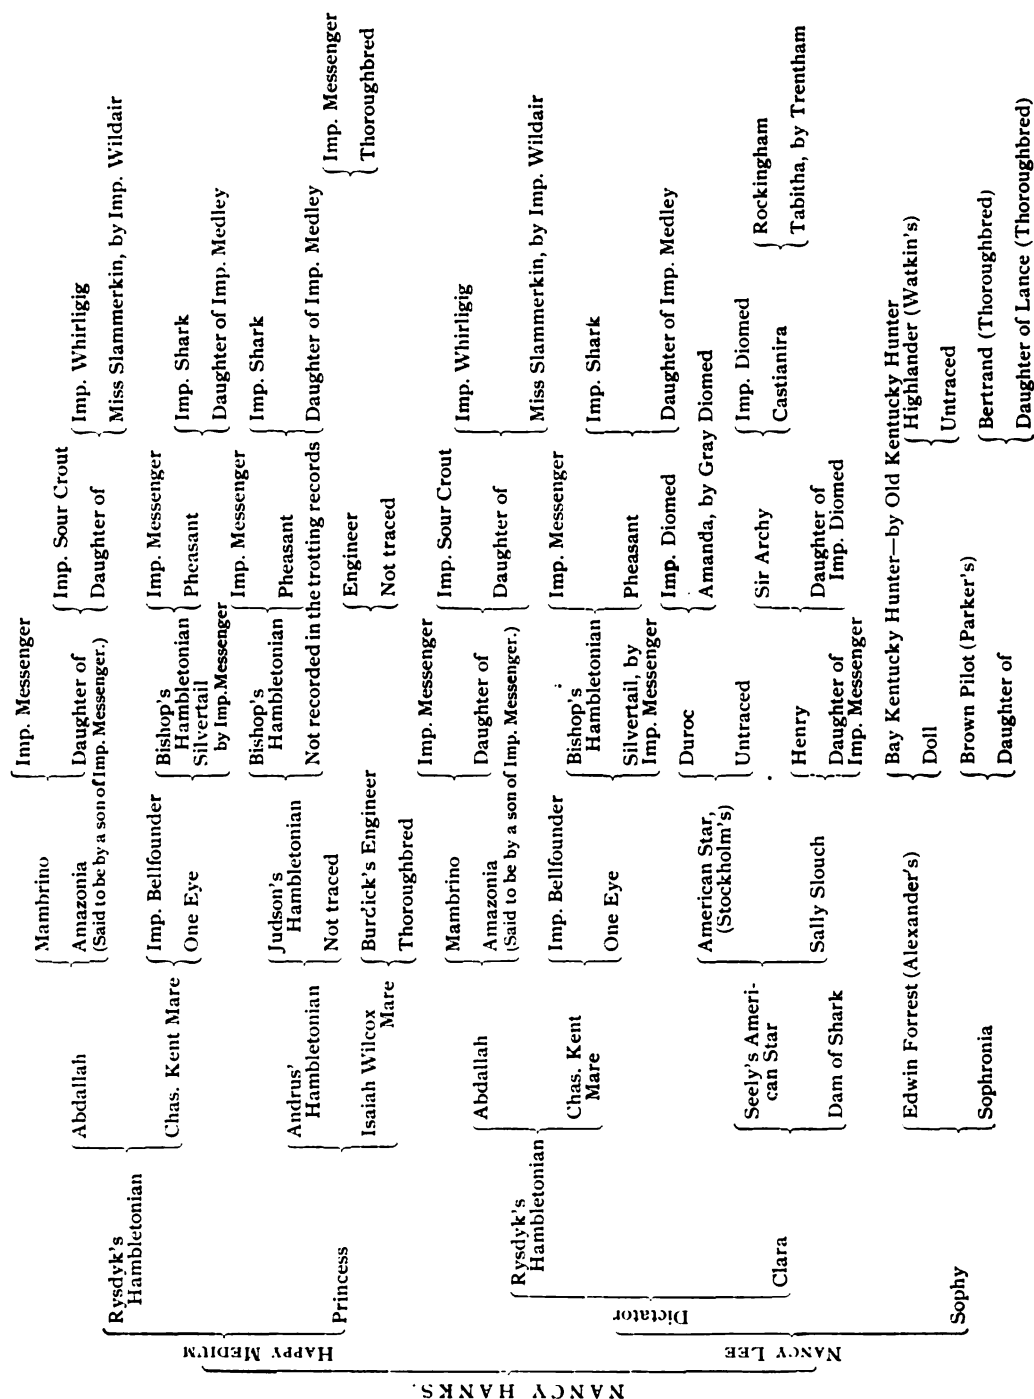 NANCY HANKS.
HAPPY MEDIUM
NANCY LEE
Rysdyk's
Hambletonian
Princess
Dictator
Sophy
Rysdyk's
Hambletonian
Clara
Abdallah
Chas. Kent Mare
Andrus'
Hambletonian
Isaiah Wilcox
Mare
Abdallah
Chas. Kent
Mare
Seely's Ameri-
can Star
Dam of Shark
Edwin Forrest (Alexander's)
Sophronia
Mambrino
Amazonia
(Said to be by a son of Imp. Messenger.)
Imp. Bellfounder
One Eye
Judson's
Hambletonian
Not traced
Burdick's Engineer
Thoroughbred
Mambrino
Amazonia
(Said to be by a son of Imp. Messenger.)
Imp. Bellfounder
One Eye
American Star,
(Stockholm's)
Sally Slouch
Bay Kentucky Hunter—by Old Kentucky Hunter
Doll
Brown Pilot (Parker's)
Daughter of
Imp. Messenger
Daughter of
Bishop's
Hambletonian
Silvertail
by Imp. Messenger
Bishop's
Hambletonian
Not recorded in the trotting records
Engineer
Not traced
Imp. Messenger
Daughter of
Bishop's
Hambletonian
Silvertail, by
Imp. Messenger
Duroc
Untraced
Henry
Daughter of
Imp. Messenger
Highlander (Watkin's)
Untraced
Bertrand (Thoroughbred)
Daughter of Lance (Thoroughbred)
Imp. Sour Crout
Daughter of
Imp. Messenger
Pheasant
Imp. Messenger
Pheasant
Imp. Messenger
Thoroughbred
Imp. Sour Crout
Daughter of
Imp. Messenger
Pheasant
Imp. Diomed
Amanda, by Gray Diomed
Sir Archy
Daughter of
Imp. Diomed
Imp. Whirligig
Miss Slammerkin, by Imp. Wildair
Imp. Shark
Daughter of Imp. Medley
Imp. Shark
Daughter of Imp. Medley
Imp. Whirligig
Miss Slammerkin, by Imp. Wildair
Imp. Shark
Daughter of Imp. Medley
Imp. Diomed
Castianira
Rockingham
Tabitha, by Trentham